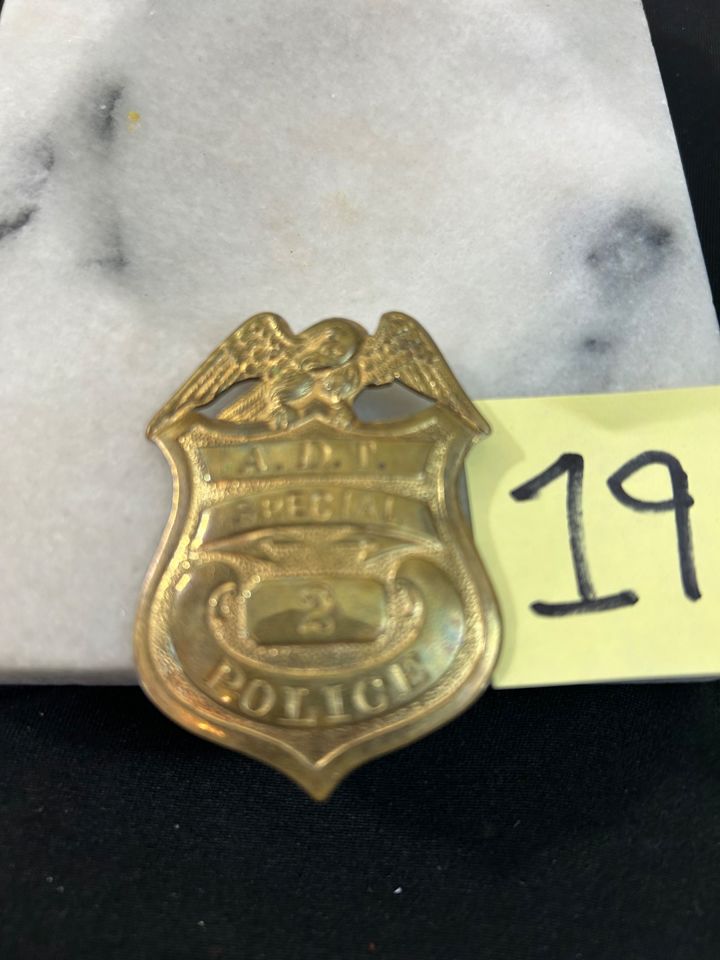 A.D.T.
SPECIAL
2
POLICE
19